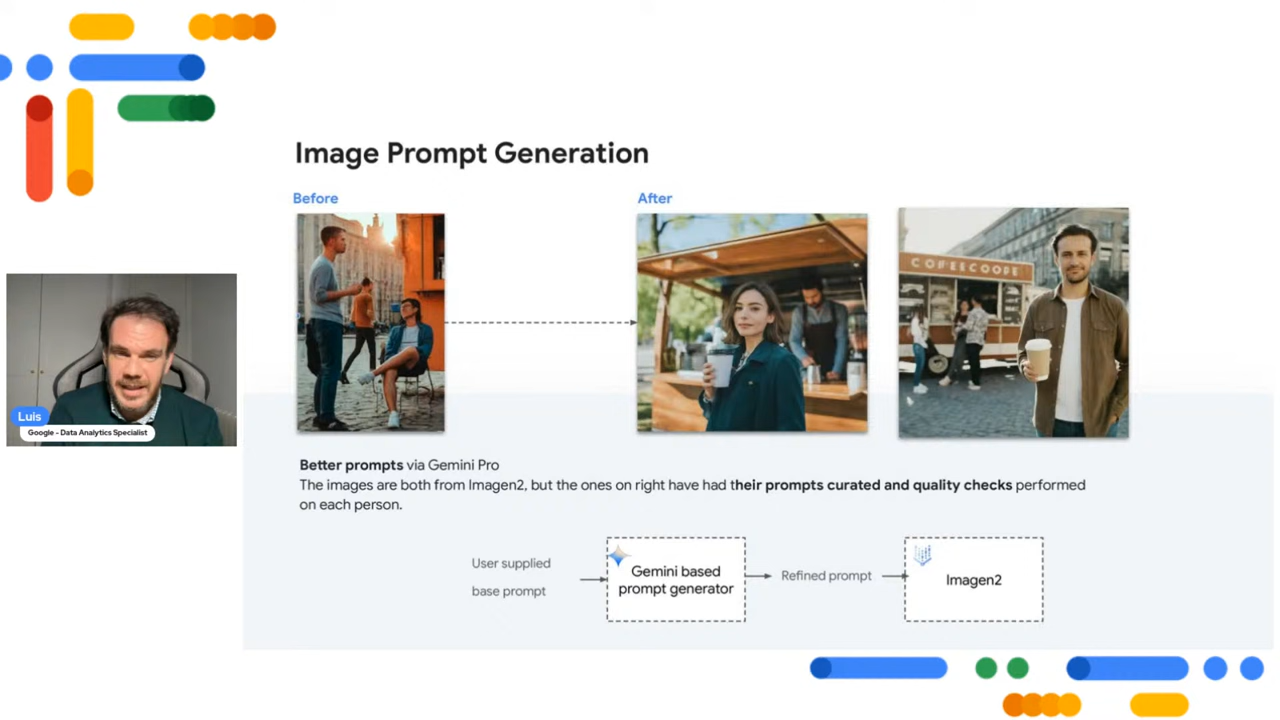 Image Prompt Generation
Before
After
COFFEECOOPE
Luis
Google - Data Analytics Specialist
Better prompts via Gemini Pro
The images are both from Imagen2, but the ones on right have had their prompts curated and quality checks performed
on each person.
User supplied
base prompt
Gemini based
prompt generator
Refined prompt
Imagen2